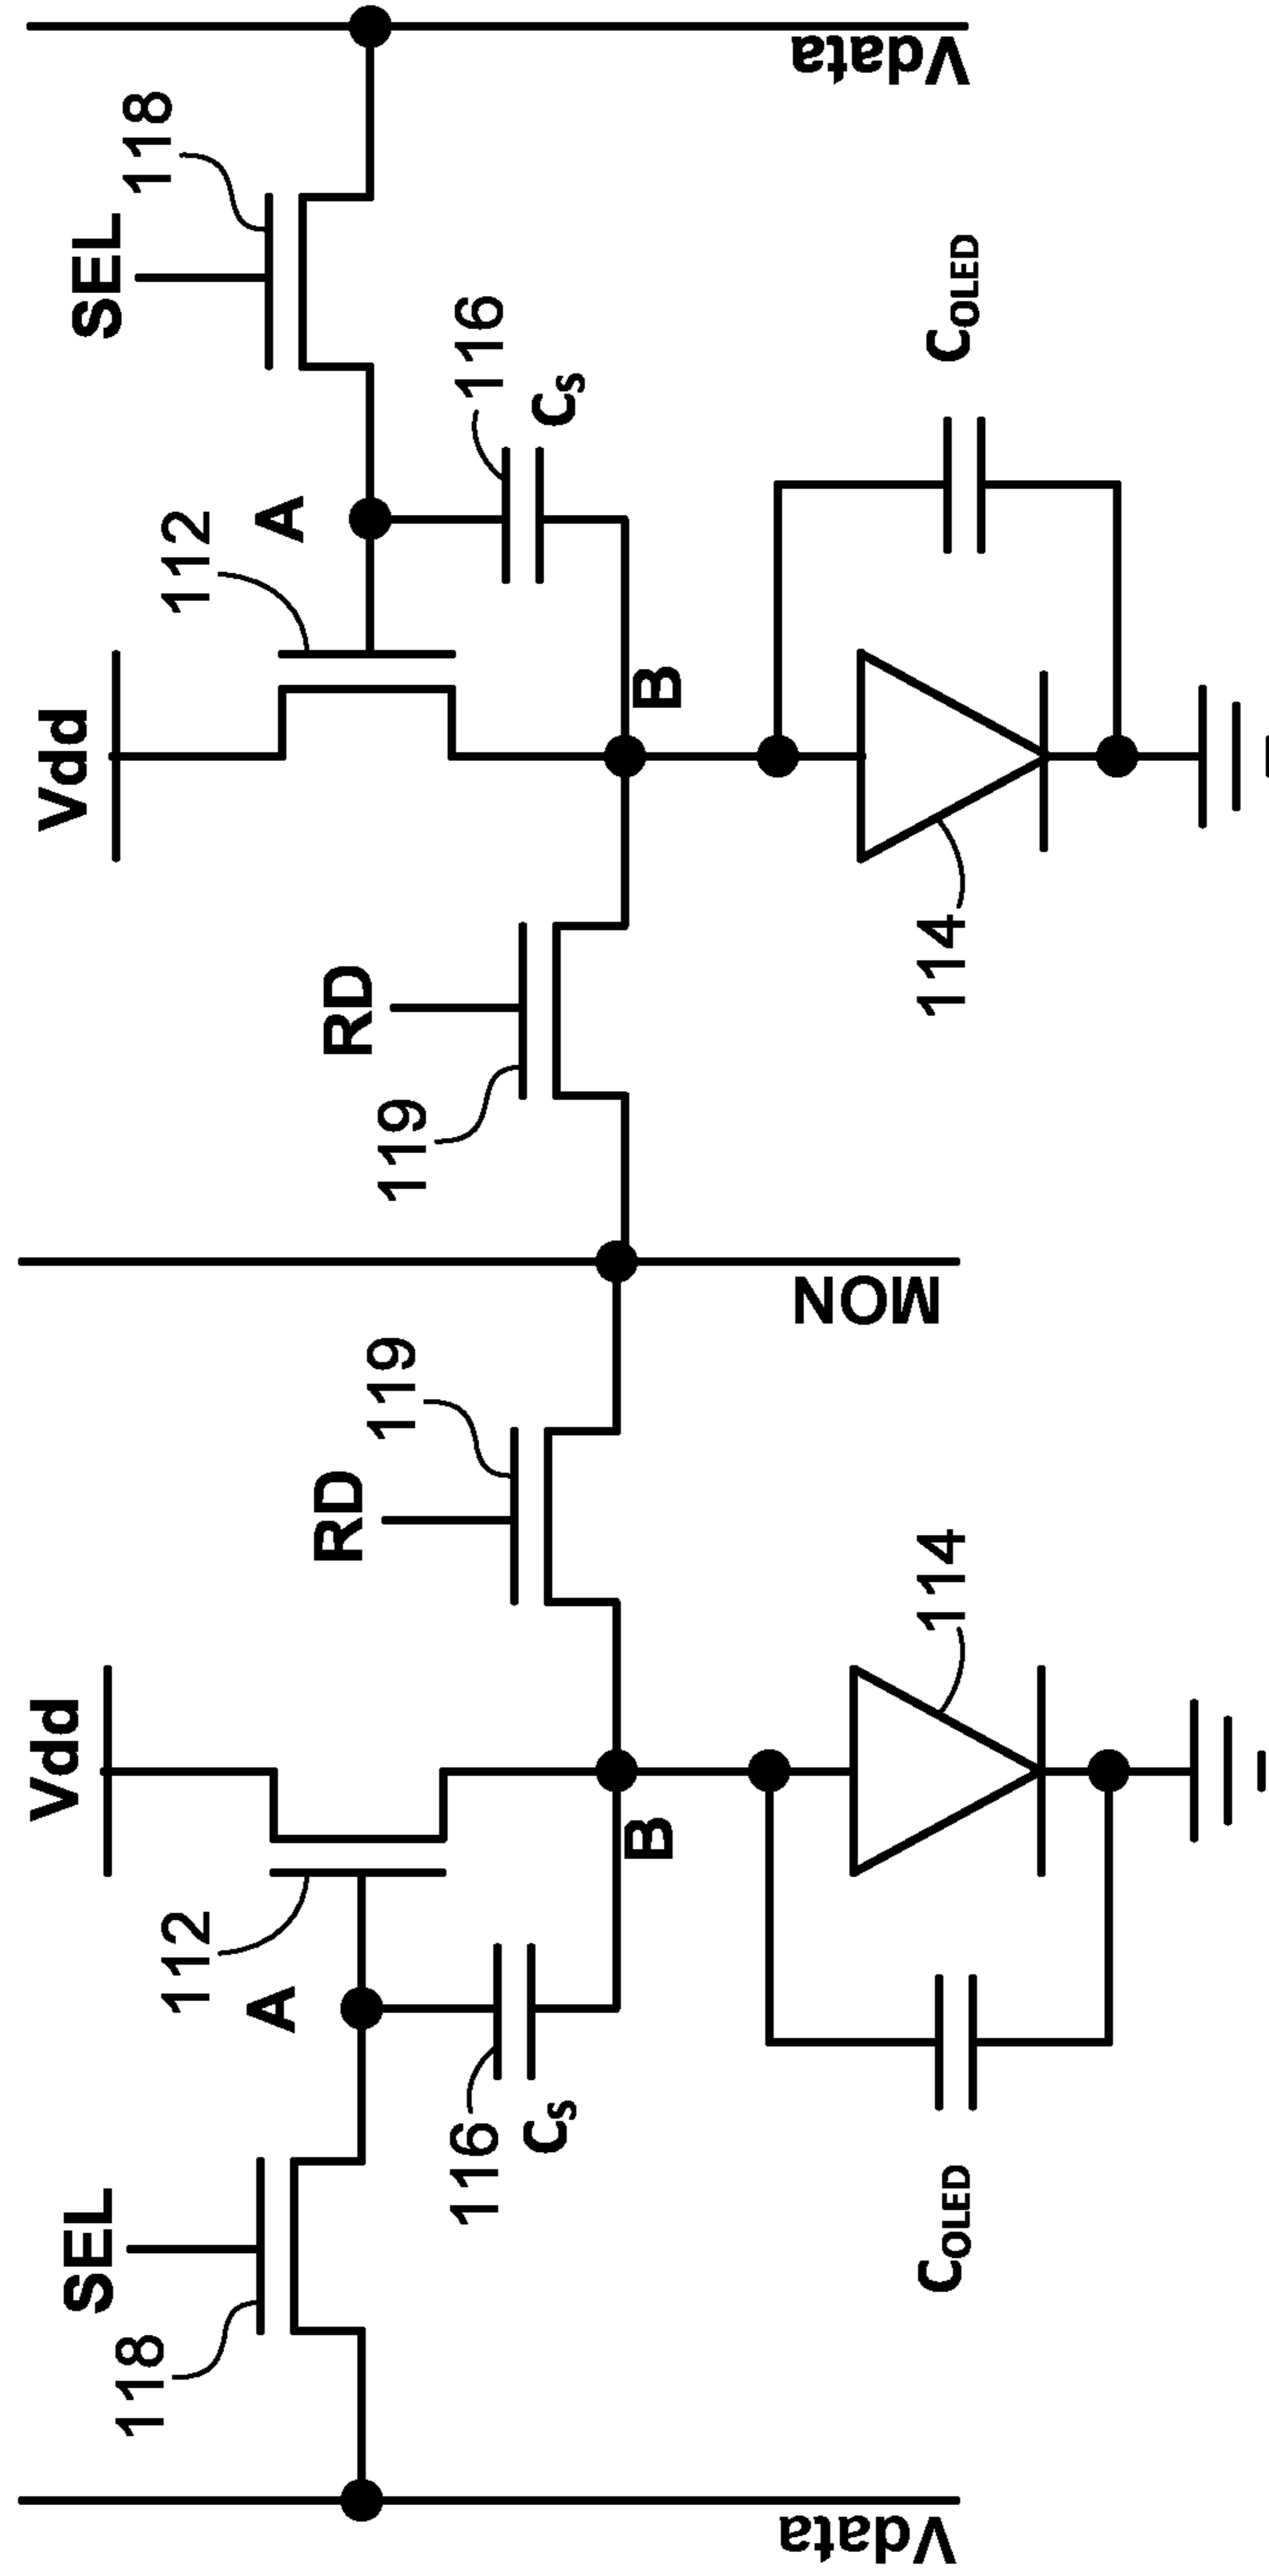 Vdd
Vdd
SEL
SEL
118
118
112
112
A
A
RD
RD
119
119
116
116
Cs
Cs
B
B
Vdata
MON
Vdata
COLED
114
114
COLED